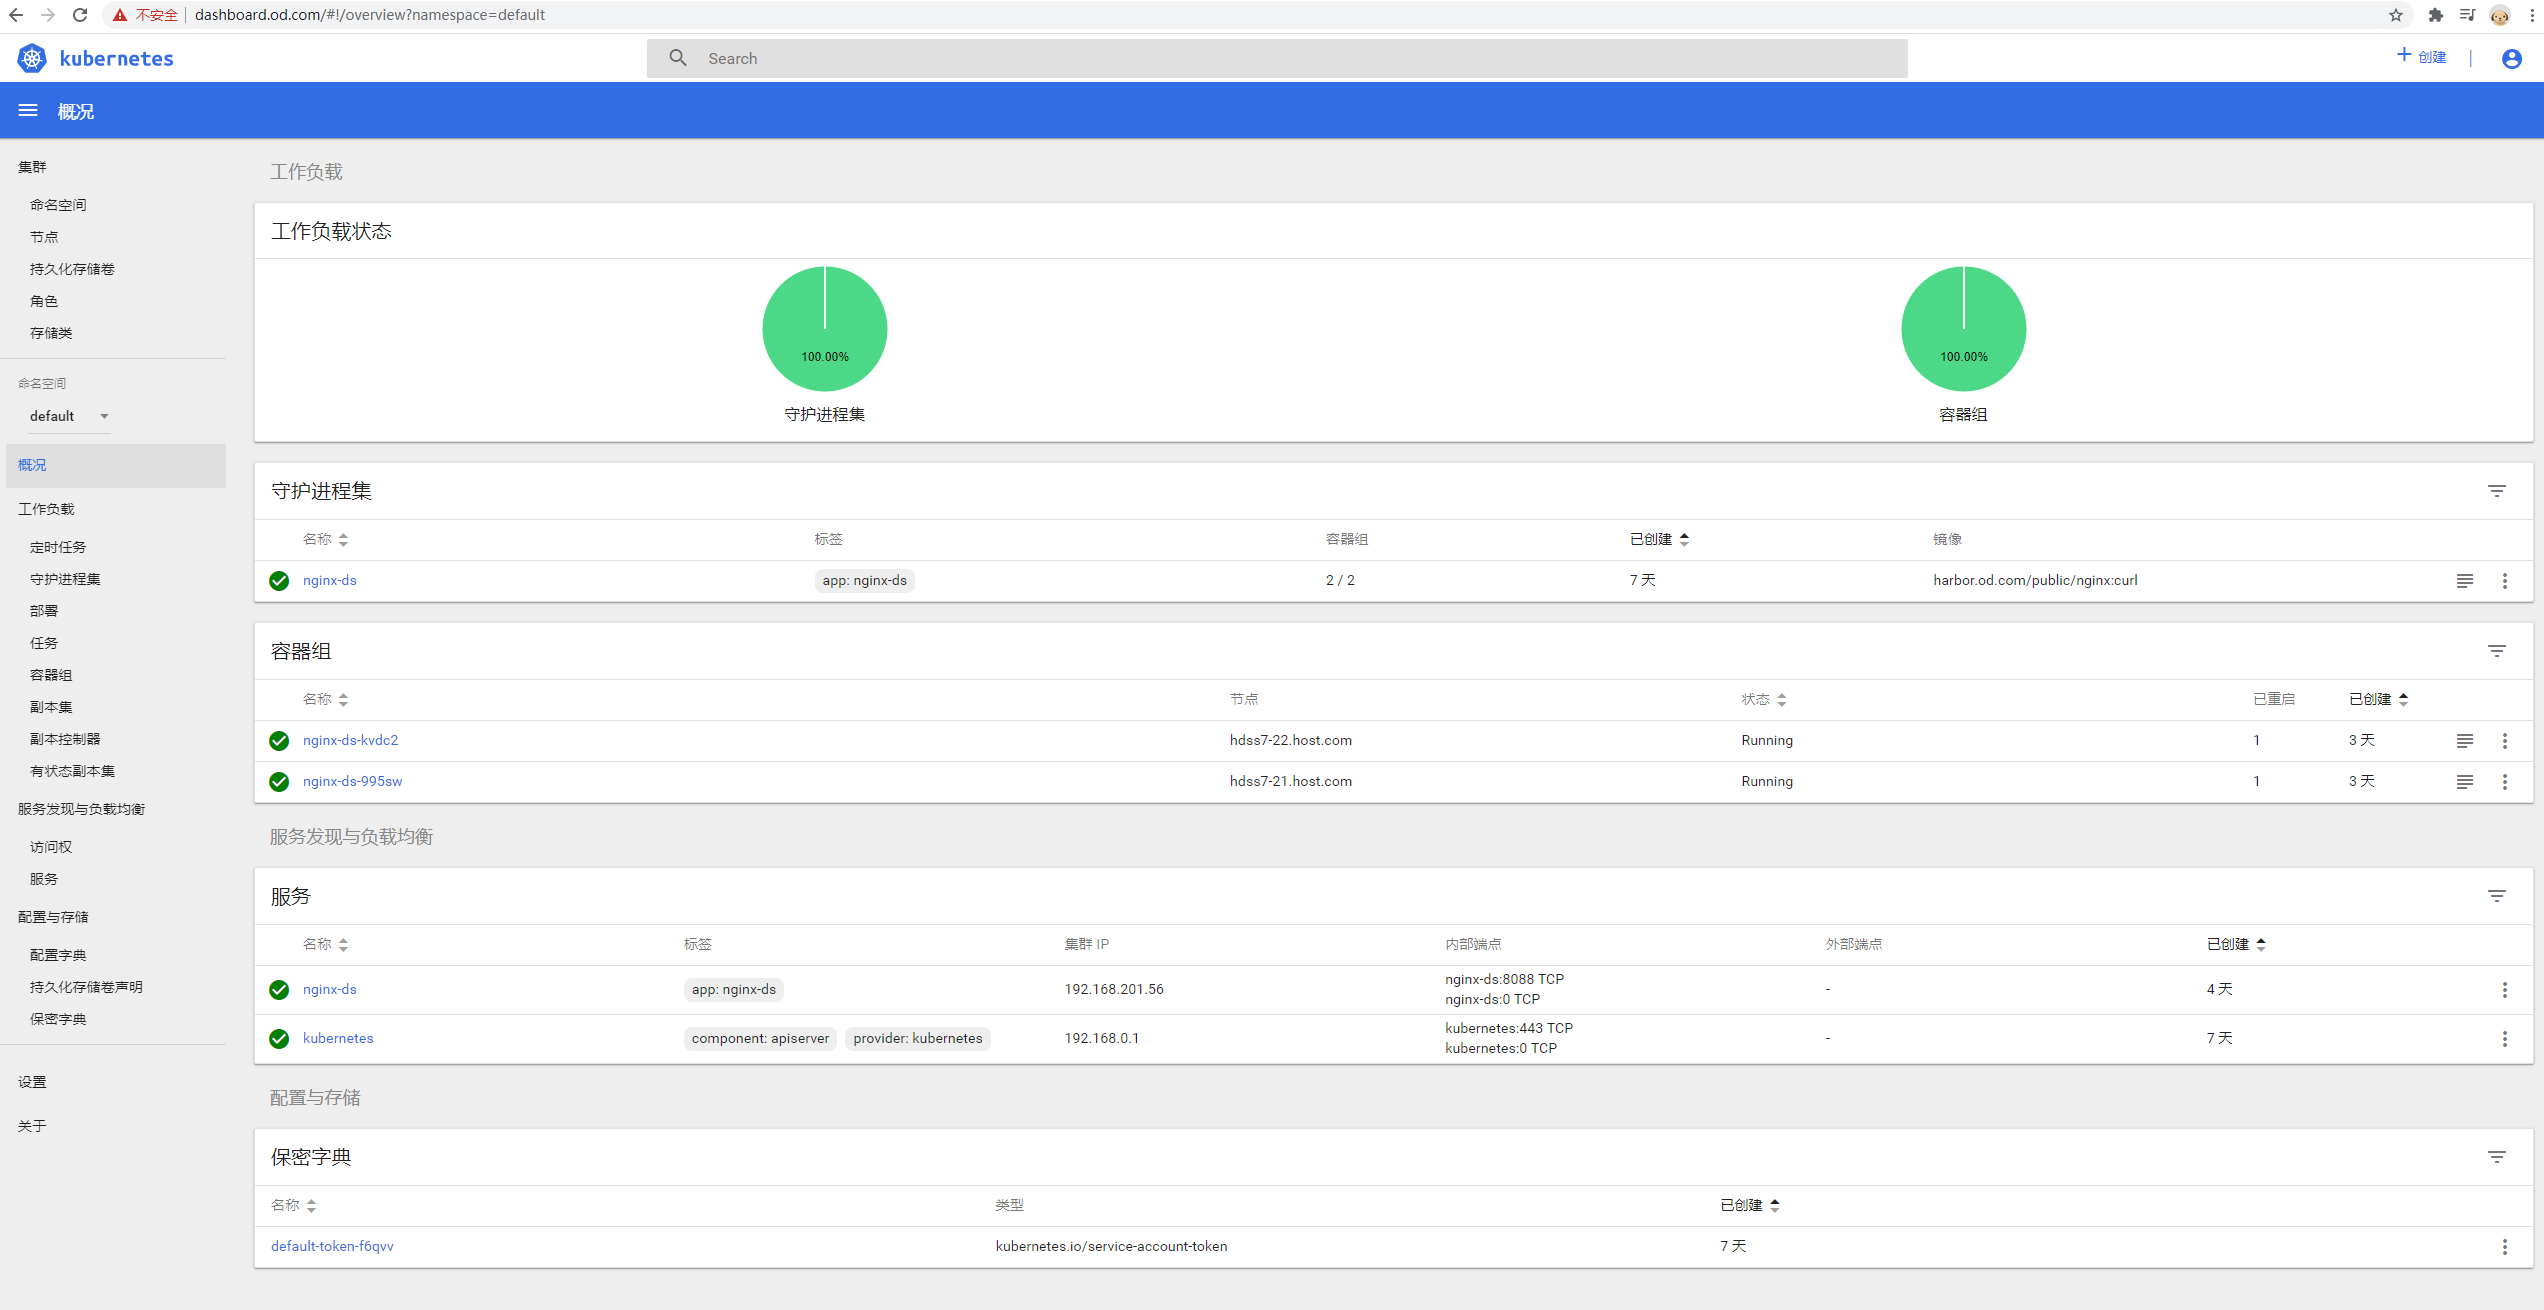 不安全 dashboard.od.com/#!/overview?namespace=default
kubernetes
Search
创建
概况
集群
命名空间
节点
持久化存储卷
角色
存储类
命名空间
default
概况
工作负载
定时任务
守护进程集
部署
任务
容器组
副本集
副本控制器
有状态副本集
服务发现与负载均衡
访问权
服务
配置与存储
配置字典
持久化存储卷声明
保密字典
设置
关于
工作负载
工作负载状态
100.00%
守护进程集
100.00%
容器组
守护进程集
名称 标签 容器组 已创建 镜像
nginx-ds app: nginx-ds 2 / 2 7 天 harbor.od.com/public/nginx:curl
容器组
名称 节点 状态 已重启 已创建
nginx-ds-kvdc2 hdss7-22.host.com Running 1 3 天
nginx-ds-995sw hdss7-21.host.com Running 1 3 天
服务发现与负载均衡
服务
名称 标签 集群 IP 内部端点 外部端点 已创建
nginx-ds app: nginx-ds 192.168.201.56 nginx-ds:8088 TCP - 4 天
nginx-ds:0 TCP
kubernetes component: apiserver provider: kubernetes 192.168.0.1 kubernetes:443 TCP - 7 天
kubernetes:0 TCP
配置与存储
保密字典
名称 类型 已创建
default-token-f6qvv kubernetes.io/service-account-token 7 天